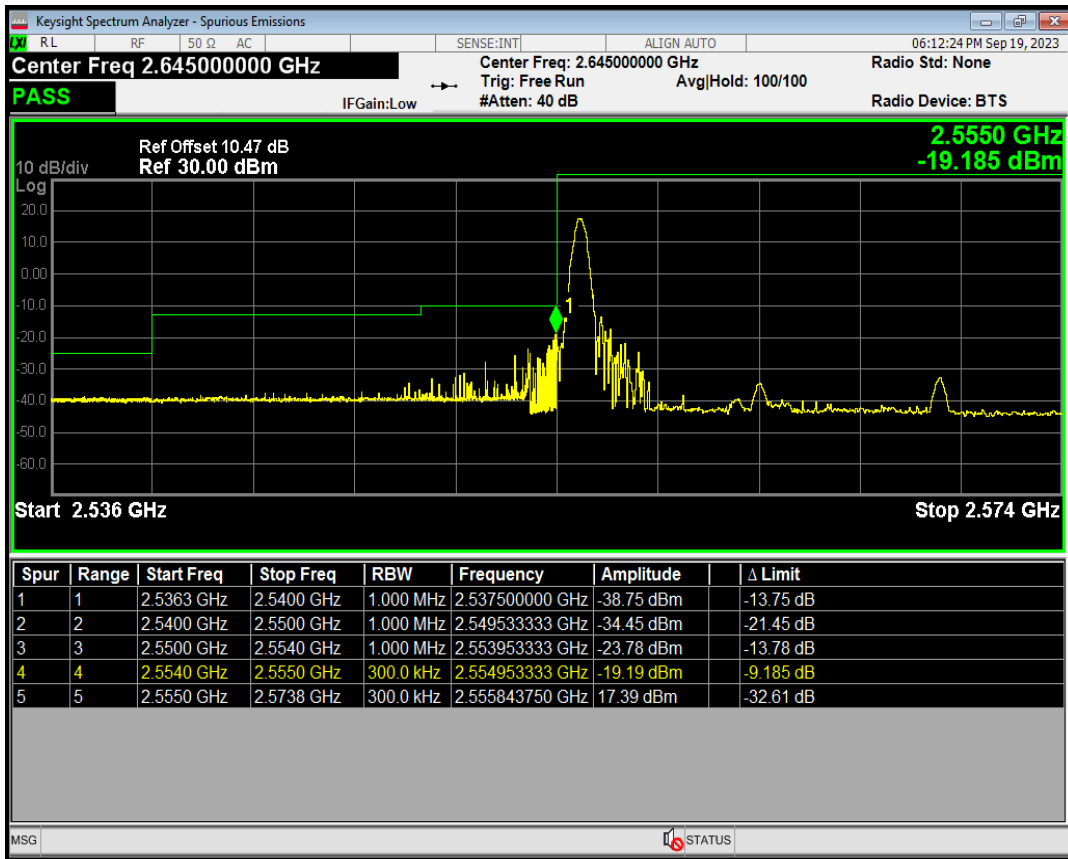 Keysight Spectrum Analyzer - Spurious Emissions
LXI RL RF 50 Ω AC SENSE:INT ALIGN AUTO 06:12:24 PM Sep 19, 2023
Center Freq 2.645000000 GHz Center Freq: 2.645000000 GHz Radio Std: None
Trig: Free Run Avg|Hold: 100/100
PASS IFGain:Low #Atten: 40 dB Radio Device: BTS
2.5550 GHz
-19.185 dBm
Ref Offset 10.47 dB
10 dB/div Ref 30.00 dBm
Log
20.0
10.0
0.00
-10.0
1
-20.0
-30.0
-40.0
-50.0
-60.0
Start 2.536 GHz Stop 2.574 GHz
Spur Range Start Freq Stop Freq RBW Frequency Amplitude Δ Limit
1 1 2.5363 GHz 2.5400 GHz 1.000 MHz 2.537500000 GHz -38.75 dBm -13.75 dB
2 2 2.5400 GHz 2.5500 GHz 1.000 MHz 2.549533333 GHz -34.45 dBm -21.45 dB
3 3 2.5500 GHz 2.5540 GHz 1.000 MHz 2.553953333 GHz -23.78 dBm -13.78 dB
4 4 2.5540 GHz 2.5550 GHz 300.0 kHz 2.554953333 GHz -19.19 dBm -9.185 dB
5 5 2.5550 GHz 2.5738 GHz 300.0 kHz 2.555843750 GHz 17.39 dBm -32.61 dB
MSG STATUS